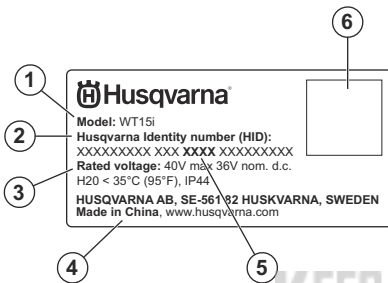 6
1
Husqvarna
Model: WT15i
2
Husqvarna Identity number (HID):
XXXXXXXXX XXX XXXX XXXXXXXXX
3
Rated voltage: 40V max 36V nom. d.c.
H20 < 35°C (95°F), IP44
HUSQVARNA AB, SE-561 82 HUSKVARNA, SWEDEN
Made in China, www.husqvarna.com
4
5